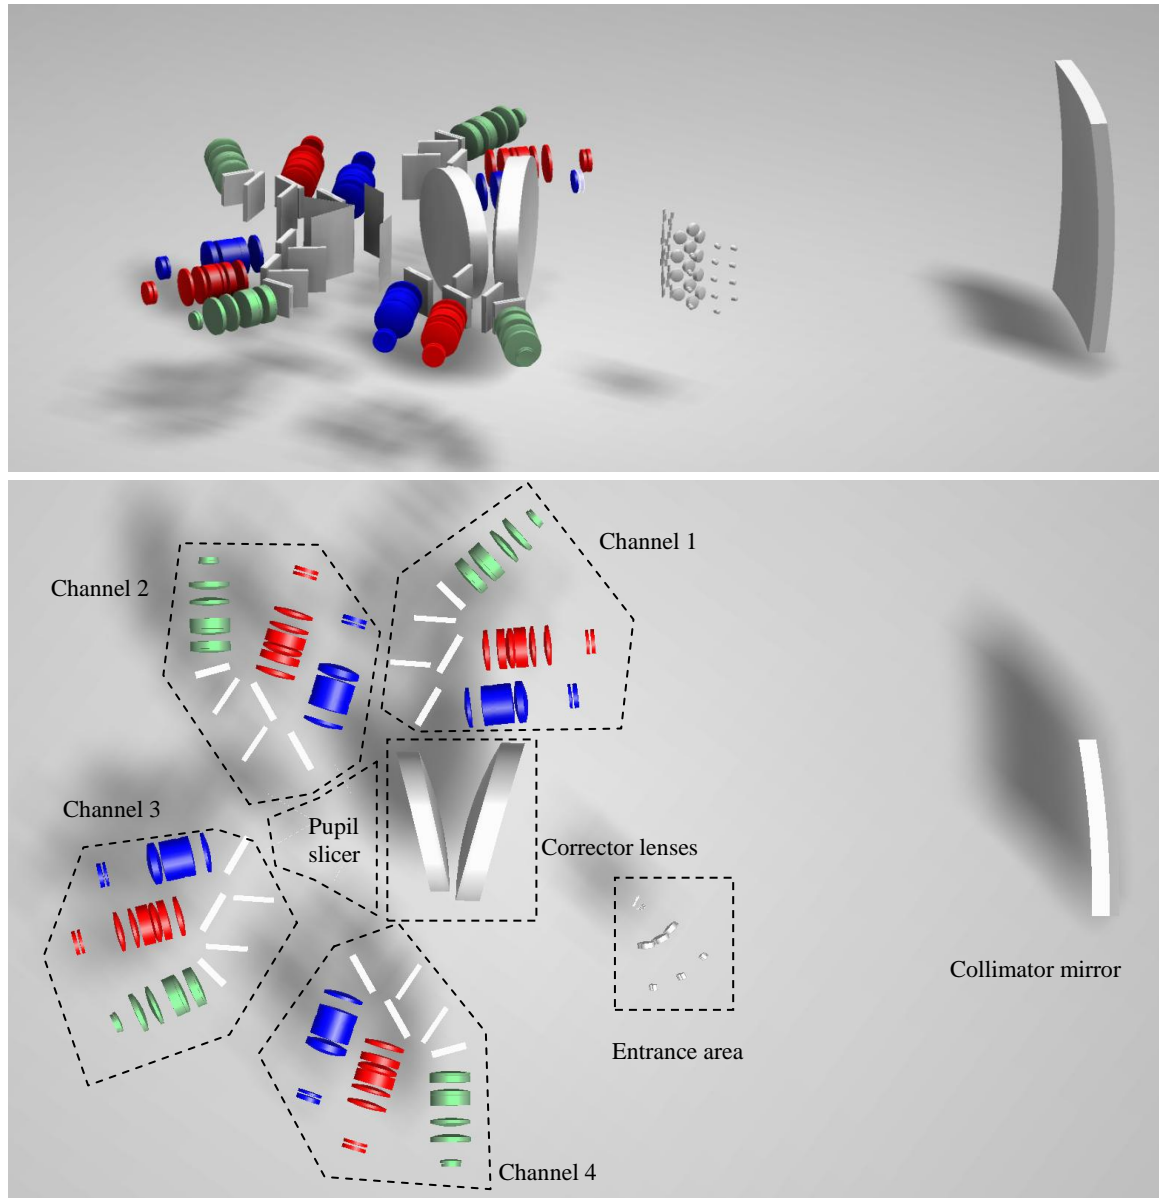 Channel 1
Channel 2
Channel 3
Pupil
slicer
Corrector lenses
Collimator mirror
Entrance area
Channel 4